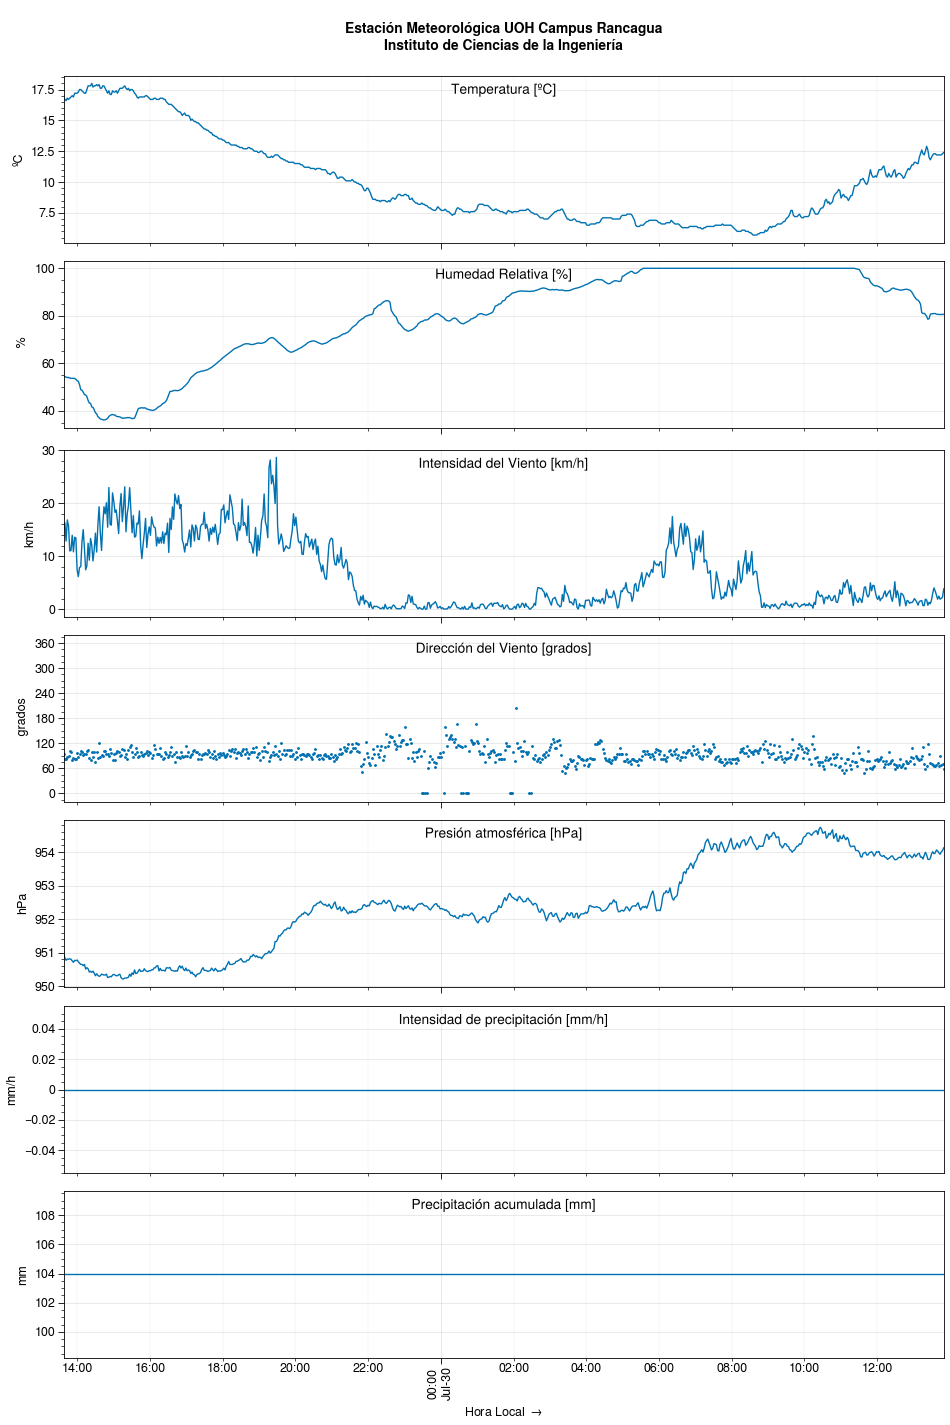 Estación Meteorológica UOH Campus Rancagua
Instituto de Ciencias de la Ingeniería
Temperatura [ºC]
17.5
15
12.5
10
7.5
ºC
Humedad Relativa [%]
100
80
60
40
%
Intensidad del Viento [km/h]
30
20
10
0
km/h
Dirección del Viento [grados]
360
300
240
180
120
60
0
grados
Presión atmosférica [hPa]
954
953
952
951
950
hPa
Intensidad de precipitación [mm/h]
0.04
0.02
0
−0.02
−0.04
mm/h
Precipitación acumulada [mm]
108
106
104
102
100
mm
14:00 16:00 18:00 20:00 22:00 00:00 02:00 04:00 06:00 08:00 10:00 12:00
Jul-30
Hora Local →